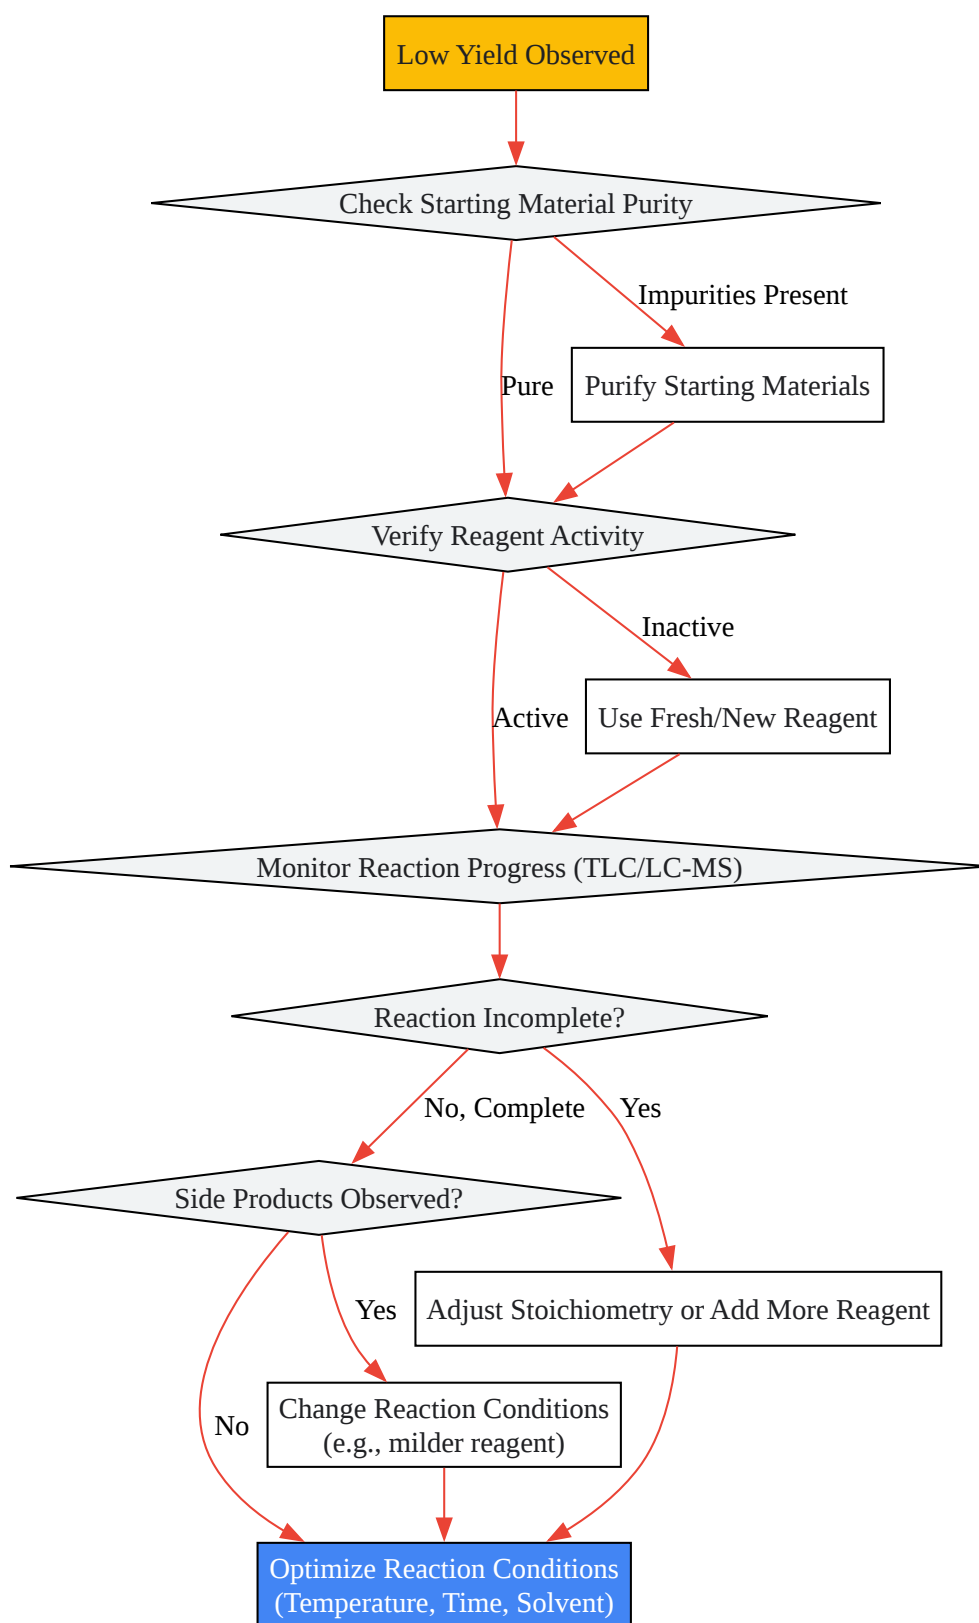 Low Yield Observed
Check Starting Material Purity
Impurities Present
Pure
Purify Starting Materials
Verify Reagent Activity
Inactive
Active
Use Fresh/New Reagent
Monitor Reaction Progress (TLC/LC-MS)
Reaction Incomplete?
No, Complete
Yes
Side Products Observed?
Yes
Adjust Stoichiometry or Add More Reagent
No
Change Reaction Conditions
(e.g., milder reagent)
Optimize Reaction Conditions
(Temperature, Time, Solvent)